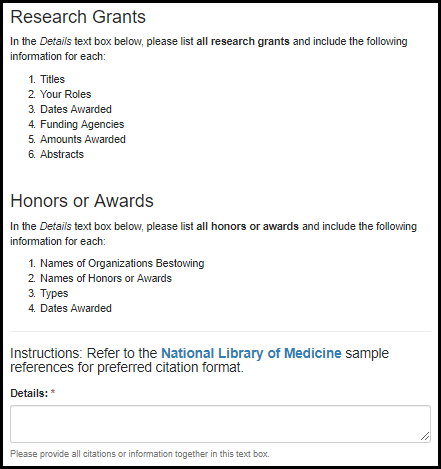 Research Grants
In the Details text box below, please list all research grants and include the following
information for each:
1. Titles
2. Your Roles
3. Dates Awarded
4. Funding Agencies
5. Amounts Awarded
6. Abstracts
Honors or Awards
In the Details text box below, please list all honors or awards and include the following
information for each:
1. Names of Organizations Bestowing
2. Names of Honors or Awards
3. Types
4. Dates Awarded
Instructions: Refer to the National Library of Medicine sample
references for preferred citation format.
Details: *
Please provide all citations or information together in this text box.